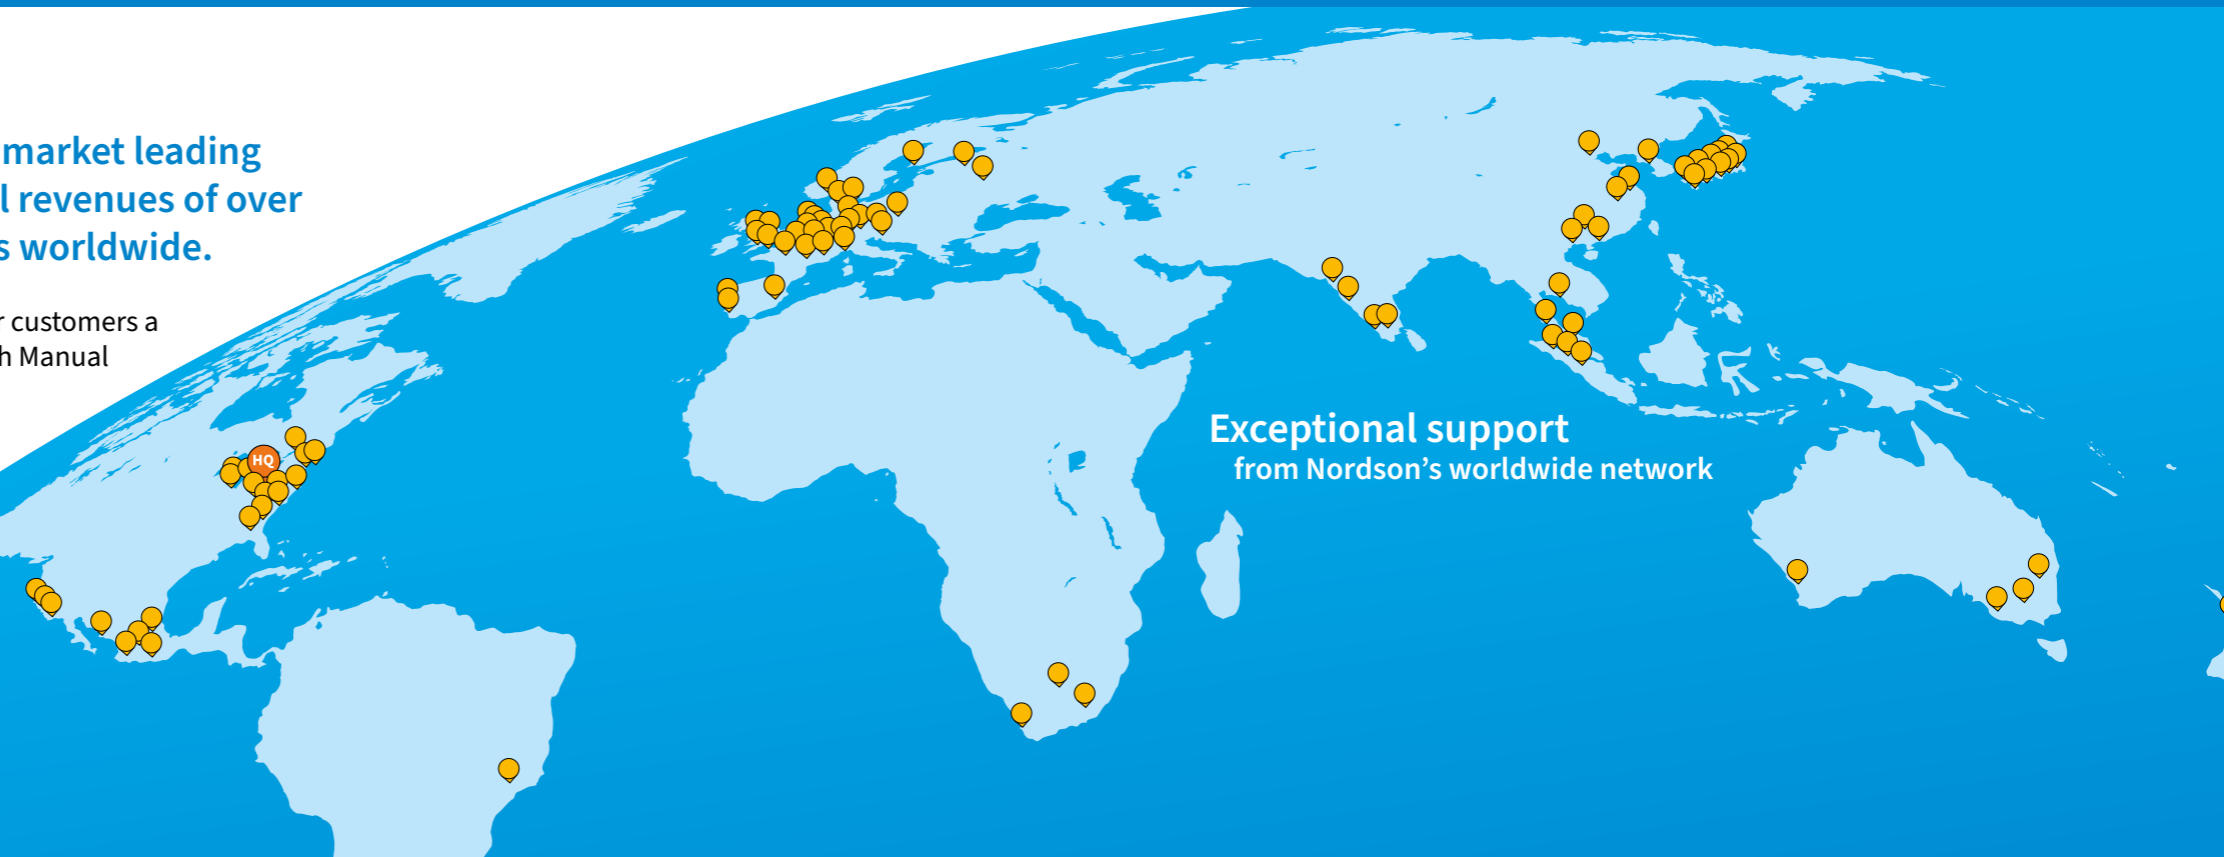 market leading
l revenues of over
s worldwide.
r customers a
h Manual
HQ
Exceptional support
from Nordson’s worldwide network